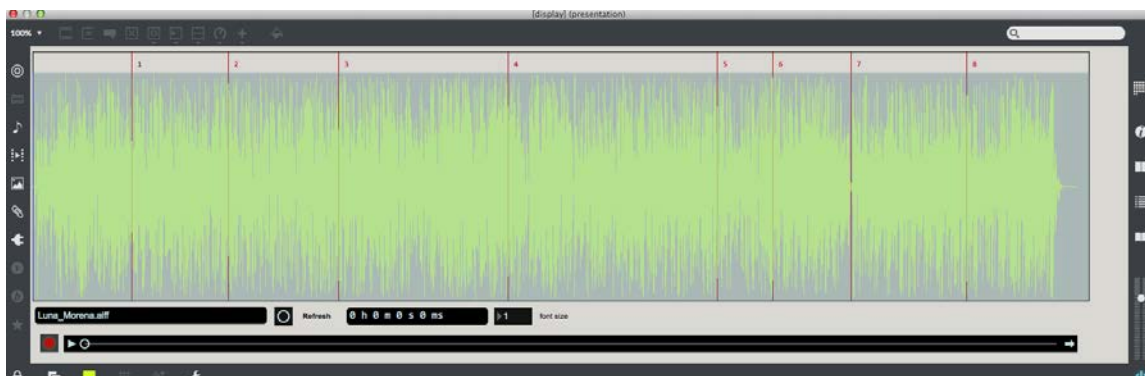 [display] (presentation)
100%
1 2 3 4 5 6 7 8
Luna_Morena.aiff Refresh 0 h 0 m 0 s 0 ms 1 font size